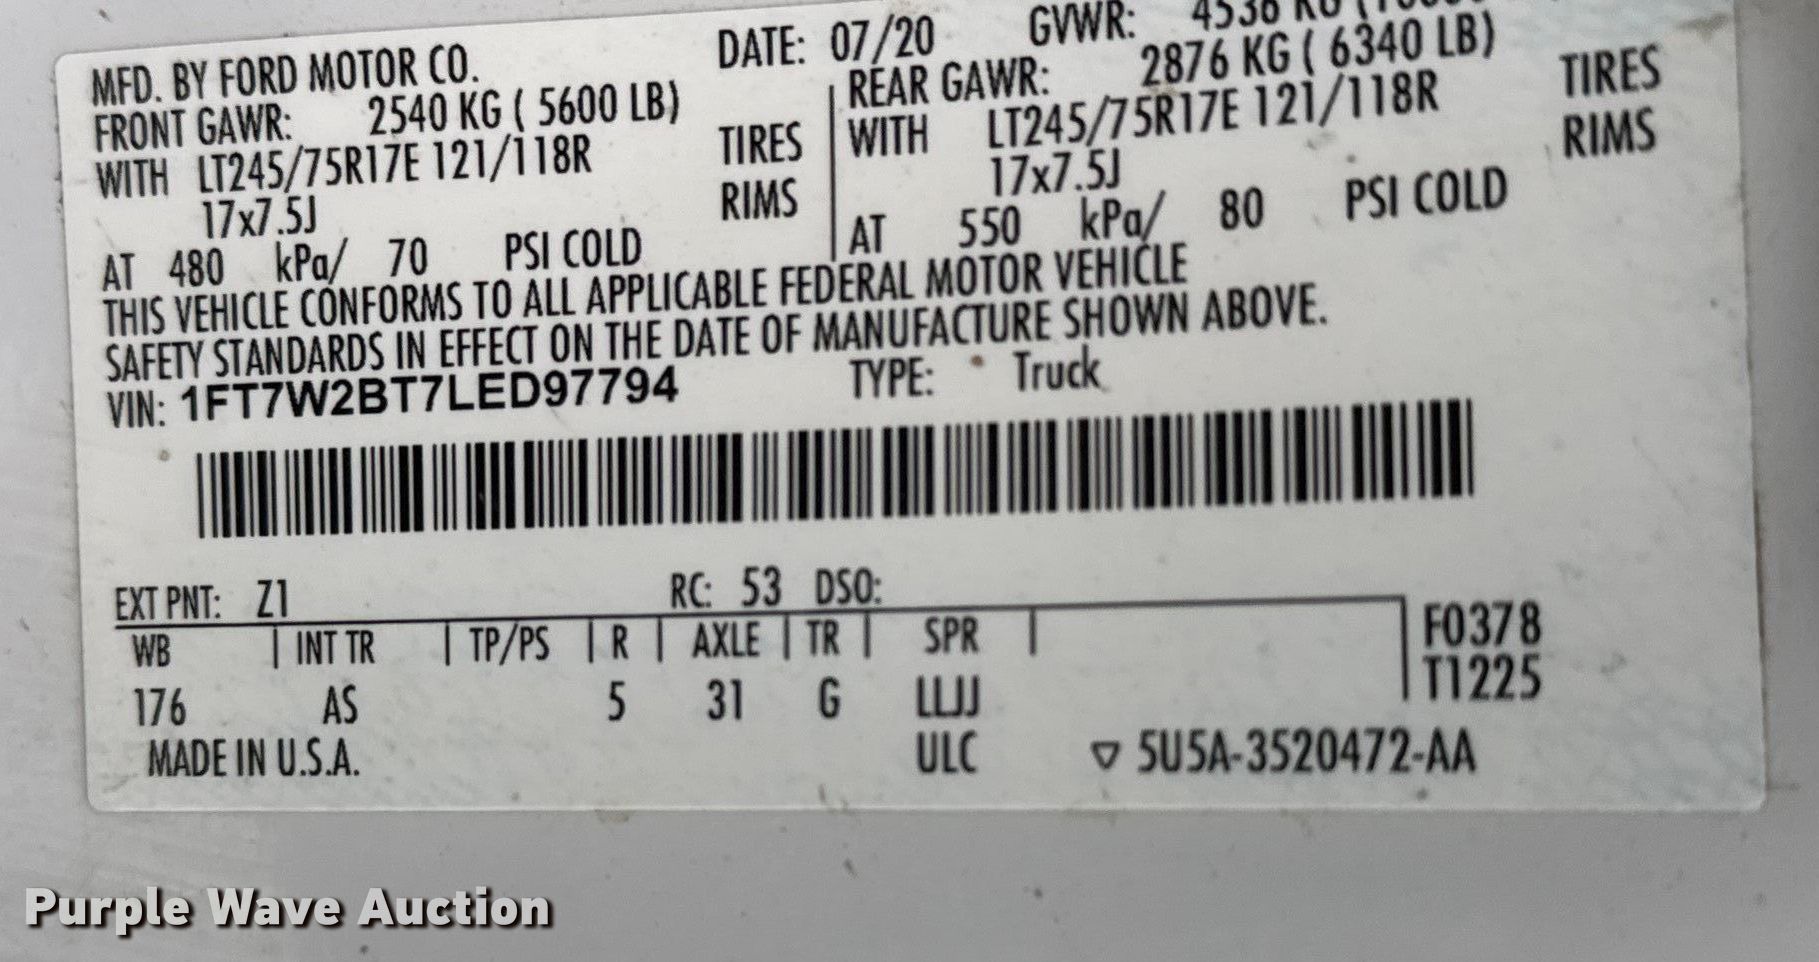 MFD. BY FORD MOTOR CO. DATE: 07/20 GVWR:
FRONT GAWR: 2540 KG ( 5600 LB) REAR GAWR: 2876 KG ( 6340 LB)
WITH LT245/75R17E 121/118R TIRES WITH LT245/75R17E 121/118R TIRES
17x7.5J RIMS 17x7.5J RIMS
AT 480 kPa/ 70 PSI COLD AT 550 kPa/ 80 PSI COLD
THIS VEHICLE CONFORMS TO ALL APPLICABLE FEDERAL MOTOR VEHICLE
SAFETY STANDARDS IN EFFECT ON THE DATE OF MANUFACTURE SHOWN ABOVE.
VIN: 1FT7W2BT7LED97794 TYPE: Truck
EXT PNT: Z1 RC: 53 DSO:
WB | INT TR | TP/PS | R | AXLE | TR | SPR | F0378
T1225
176 AS 5 31 G LLJJ
MADE IN U.S.A. ULC ▽ 5U5A-3520472-AA
Purple Wave Auction